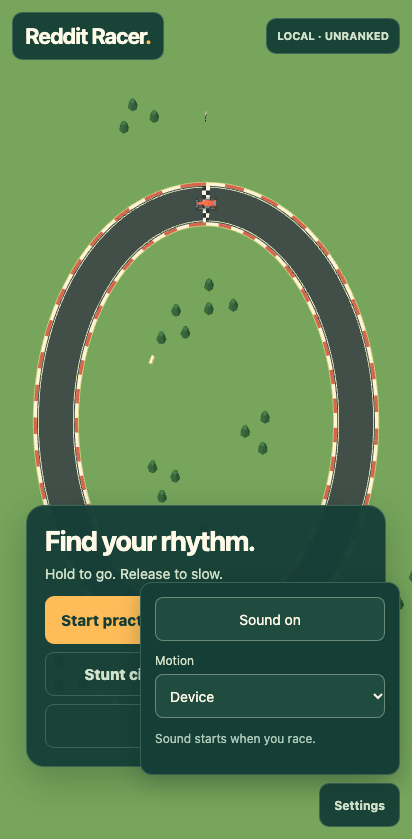 Reddit Racer.
LOCAL · UNRANKED
Find your rhythm.
Hold to go. Release to slow.
Start
Stunt
Sound on
Motion
Device
Sound starts when you race.
Settings